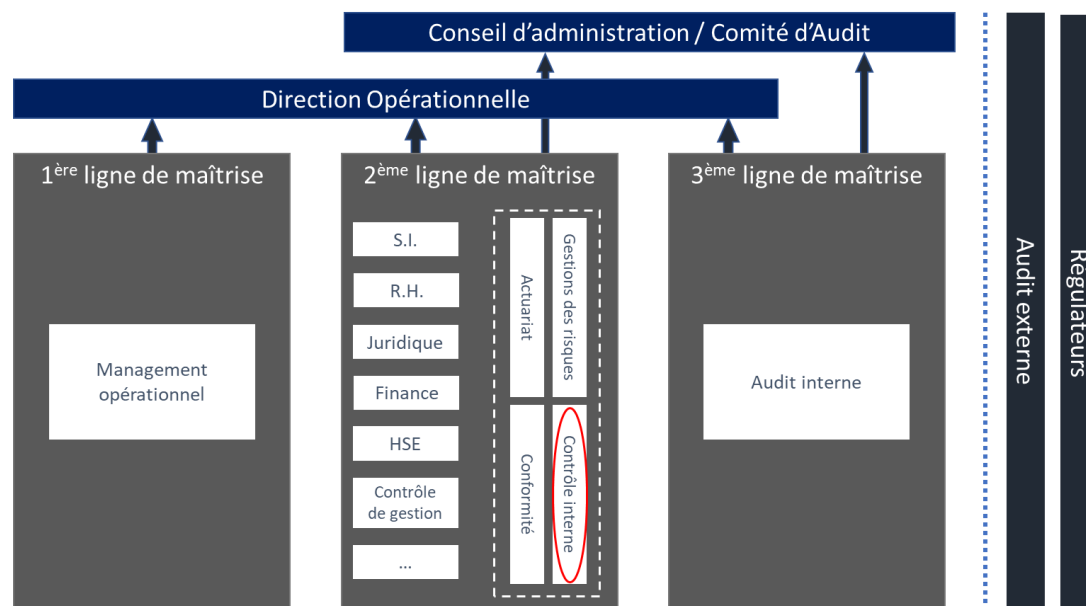 Conseil d’administration / Comité d’Audit
Direction Opérationnelle
1ère ligne de maîtrise
Management
opérationnel
2ème ligne de maîtrise
S.I.
R.H.
Juridique
Finance
HSE
Contrôle
de gestion
...
Actuariat
Gestions des risques
Conformité
Contrôle interne
3ème ligne de maîtrise
Audit interne
Audit externe
Régulateurs